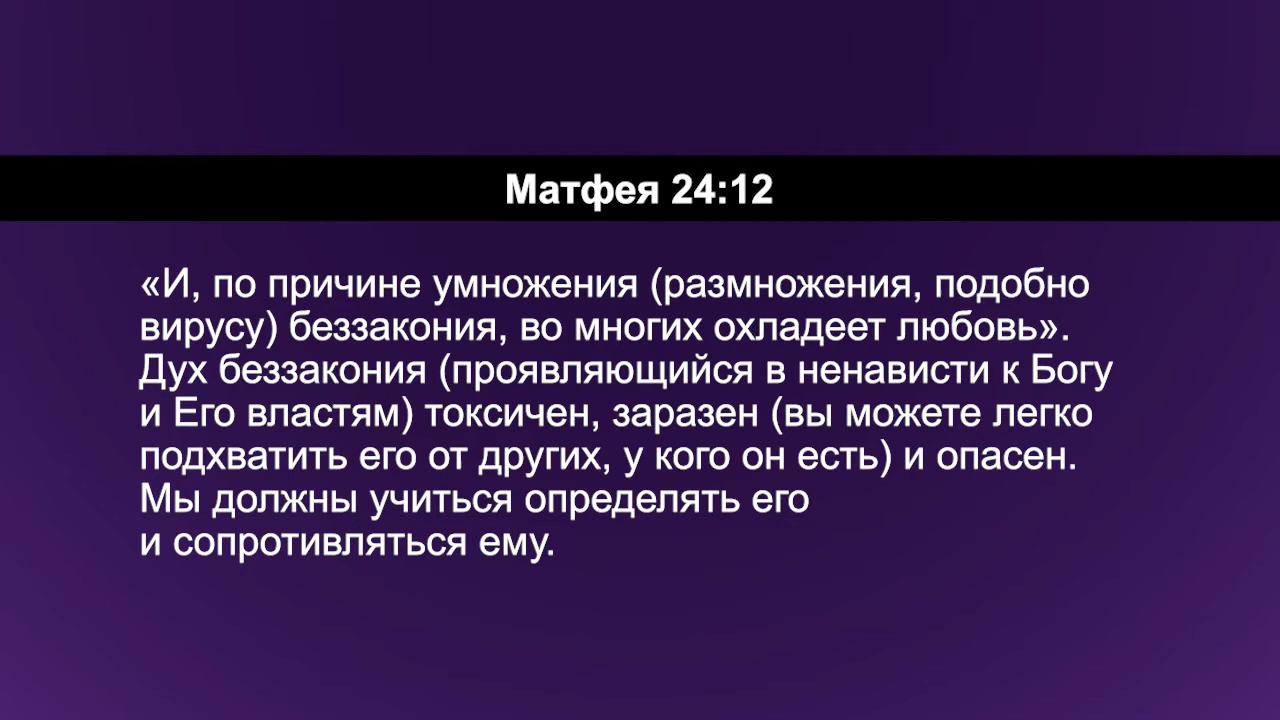 Матфея 24:12
«И, по причине умножения (размножения, подобно
вирусу) беззакония, во многих охладеет любовь».
Дух беззакония (проявляющийся в ненависти к Богу
и Его властям) токсичен, заразен (вы можете легко
подхватить его от других, у кого он есть) и опасен.
Мы должны учиться определять его
и сопротивляться ему.